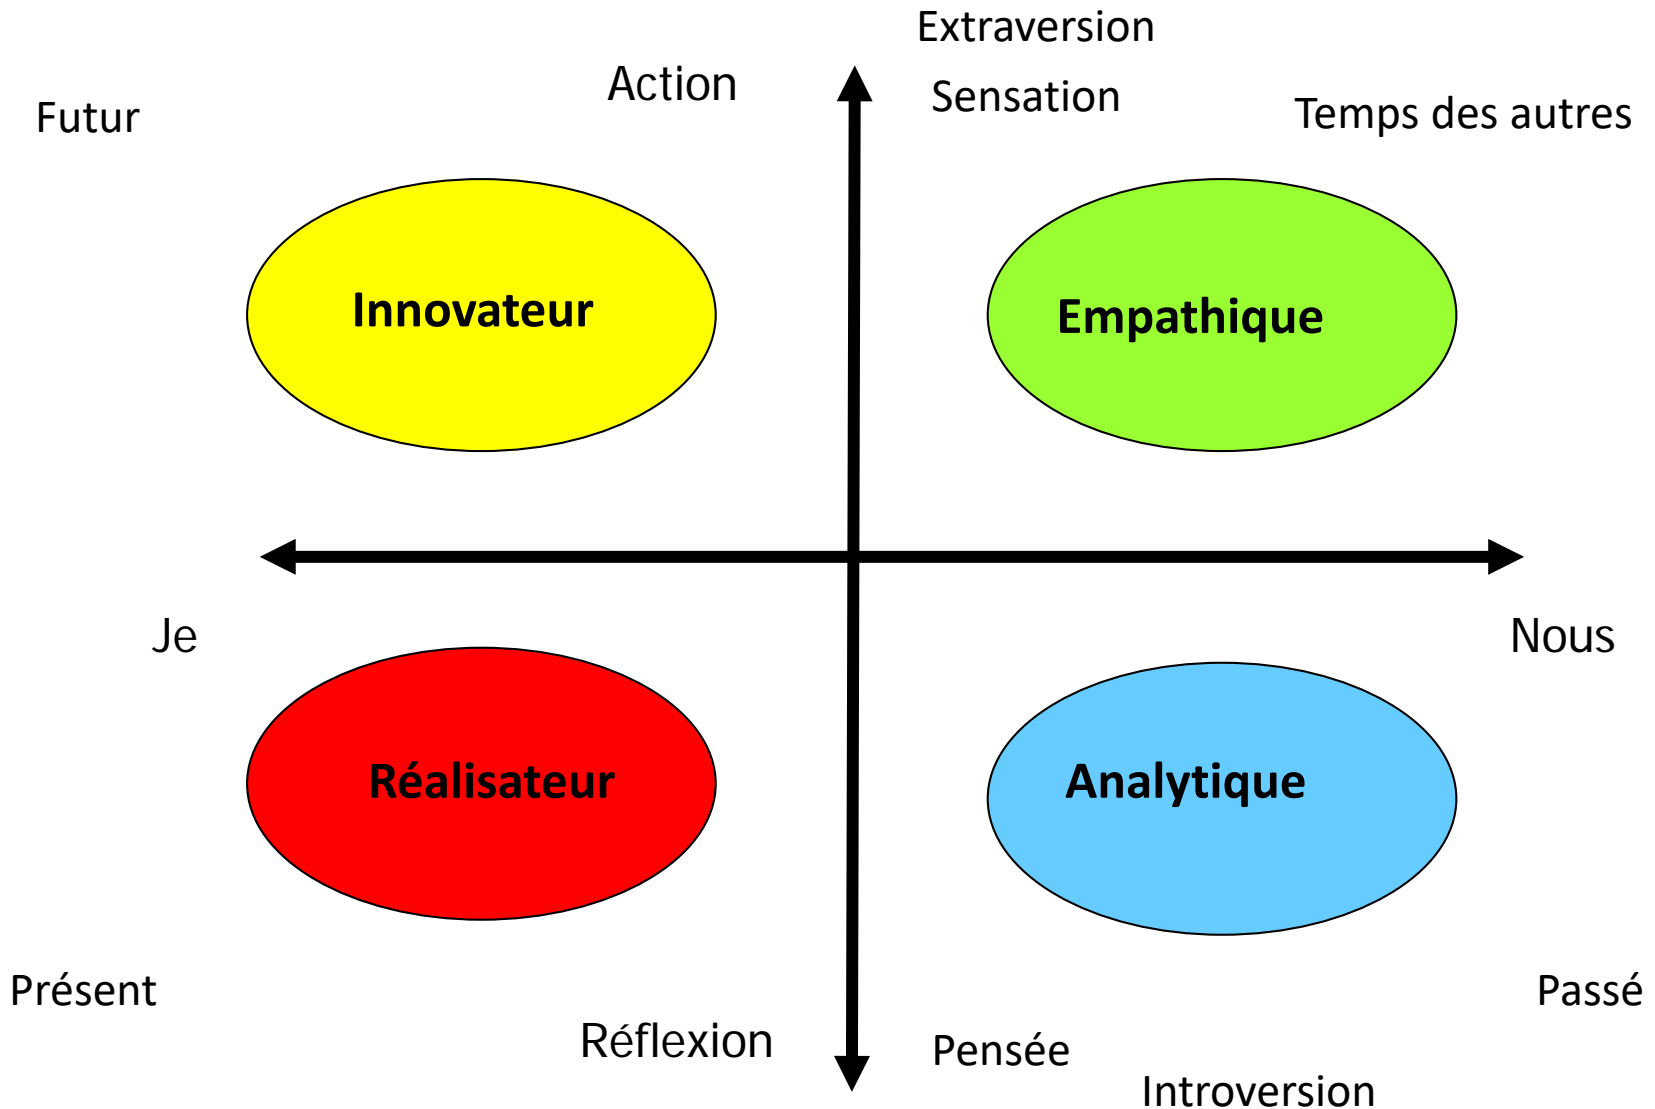 Extraversion
Action
Sensation
Futur
Temps des autres
Innovateur
Empathique
Je
Nous
Réalisateur
Analytique
Présent
Passé
Réflexion
Pensée
Introversion